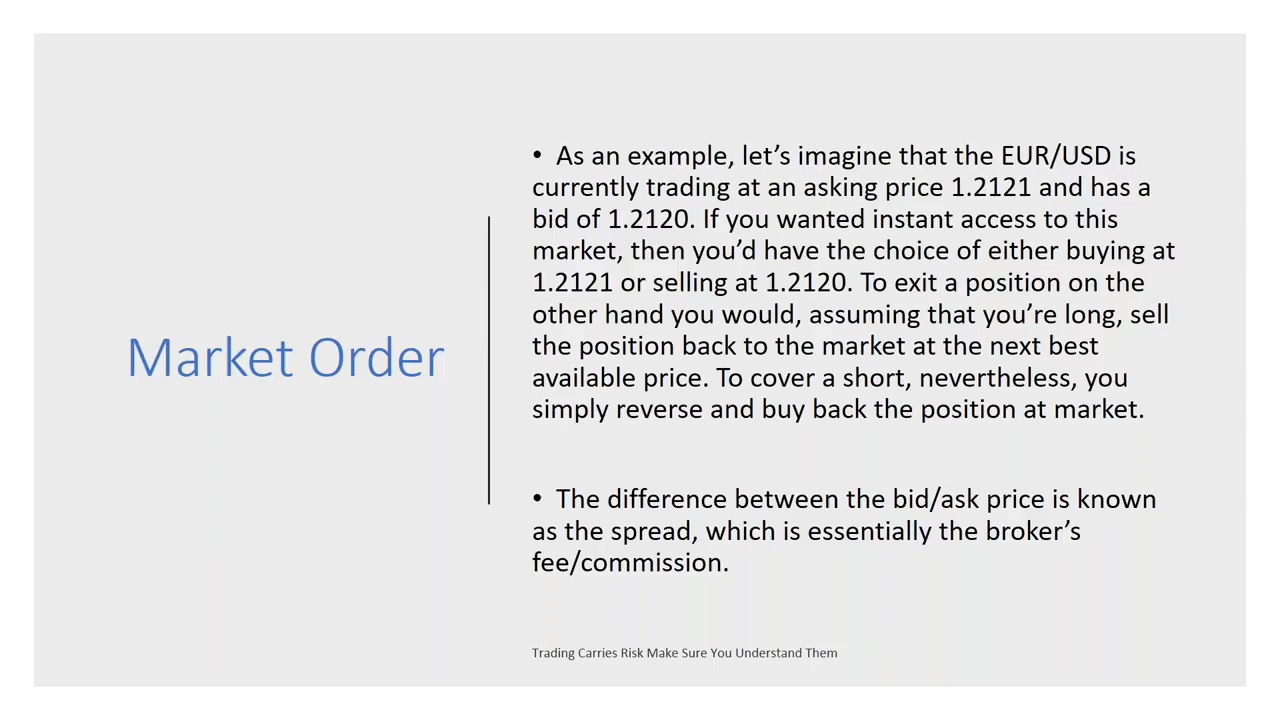 Market Order
• As an example, let’s imagine that the EUR/USD is
currently trading at an asking price 1.2121 and has a
bid of 1.2120. If you wanted instant access to this
market, then you’d have the choice of either buying at
1.2121 or selling at 1.2120. To exit a position on the
other hand you would, assuming that you’re long, sell
the position back to the market at the next best
available price. To cover a short, nevertheless, you
simply reverse and buy back the position at market.
• The difference between the bid/ask price is known
as the spread, which is essentially the broker’s
fee/commission.
Trading Carries Risk Make Sure You Understand Them